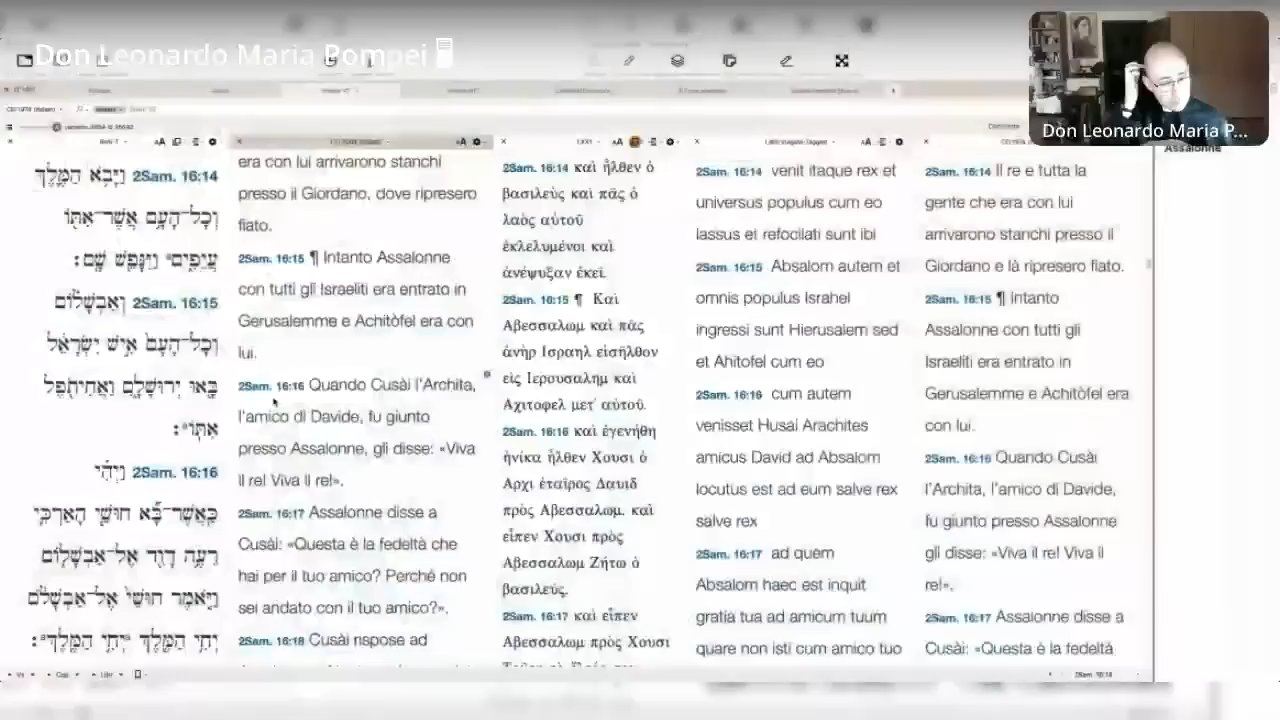 Don Leonardo Maria Pompei
Don Leonardo Maria P...
Assalonne
2Sam. 16:14 וַיָּבֹ֥א הַמֶּ֛לֶךְ
וְכָל־הָעָ֥ם אֲשֶׁר־אִתּ֖וֹ
עֲיֵפִ֑ים וַיִּנָּפֵ֖שׁ שָֽׁם׃
2Sam. 16:15 וְאַבְשָׁל֗וֹם
וְכָל־הָעָם֙ אִ֣ישׁ יִשְׂרָאֵ֔ל
בָּ֖אוּ יְרוּשָׁלִָ֑ם וַאֲחִיתֹ֖פֶל
אִתּֽוֹ׃
2Sam. 16:16 וַיְהִ֗י
כַּֽאֲשֶׁר־בָּ֞א חוּשַׁ֧י הָאַרְכִּ֛י
רֵעֶ֥ה דָוִ֖ד אֶל־אַבְשָׁל֑וֹם
וַיֹּ֤אמֶר חוּשַׁי֙ אֶל־אַבְשָׁלֹ֔ם
יְחִ֥י הַמֶּ֖לֶךְ יְחִ֥י הַמֶּֽלֶךְ׃
era con lui arrivarono stanchi
presso il Giordano, dove ripresero
fiato.
2Sam. 16:15 ¶ Intanto Assalonne
con tutti gli Israeliti era entrato in
Gerusalemme e Achitòfel era con
lui.
2Sam. 16:16 Quando Cusài l'Archita,
l'amico di Davide, fu giunto
presso Assalonne, gli disse: «Viva
il re! Viva il re!».
2Sam. 16:17 Assalonne disse a
Cusài: «Questa è la fedeltà che
hai per il tuo amico? Perché non
sei andato con il tuo amico?».
2Sam. 16:18 Cusài rispose ad
2Sam. 16:14 καὶ ἦλθεν ὁ
βασιλεὺς καὶ πᾶς ὁ
λαὸς αὐτοῦ
ἐκλελυμένοι καὶ
ἀνέψυξαν ἐκεῖ.
2Sam. 16:15 ¶ Καὶ
Αβεσσαλωμ καὶ πᾶς
ἀνὴρ Ισραηλ εἰσῆλθον
εἰς Ιερουσαλημ καὶ
Αχιτοφελ μετ᾽ αὐτοῦ.
2Sam. 16:16 καὶ ἐγενήθη
ἡνίκα ἦλθεν Χουσι ὁ
Αρχι ἑταῖρος Δαυιδ
πρὸς Αβεσσαλωμ, καὶ
εἶπεν Χουσι πρὸς
Αβεσσαλωμ Ζήτω ὁ
βασιλεύς.
2Sam. 16:17 καὶ εἶπεν
Αβεσσαλωμ πρὸς Χουσι
2Sam. 16:14 venit itaque rex et
universus populus cum eo
lassus et refocilati sunt ibi
2Sam. 16:15 Absalom autem et
omnis populus Israhel
ingressi sunt Hierusalem sed
et Ahitofel cum eo
2Sam. 16:16 cum autem
venisset Husai Arachites
amicus David ad Absalom
locutus est ad eum salve rex
salve rex
2Sam. 16:17 ad quem
Absalom haec est inquit
gratia tua ad amicum tuum
quare non isti cum amico tuo
2Sam. 16:14 Il re e tutta la
gente che era con lui
arrivarono stanchi presso il
Giordano e là ripresero fiato.
2Sam. 16:15 ¶ Intanto
Assalonne con tutti gli
Israeliti era entrato in
Gerusalemme e Achitòfel era
con lui.
2Sam. 16:16 Quando Cusài
l'Archita, l'amico di Davide,
fu giunto presso Assalonne
gli disse: «Viva il re! Viva il
re!».
2Sam. 16:17 Assalonne disse a
Cusài: «Questa è la fedeltà
2Sam. 16:14